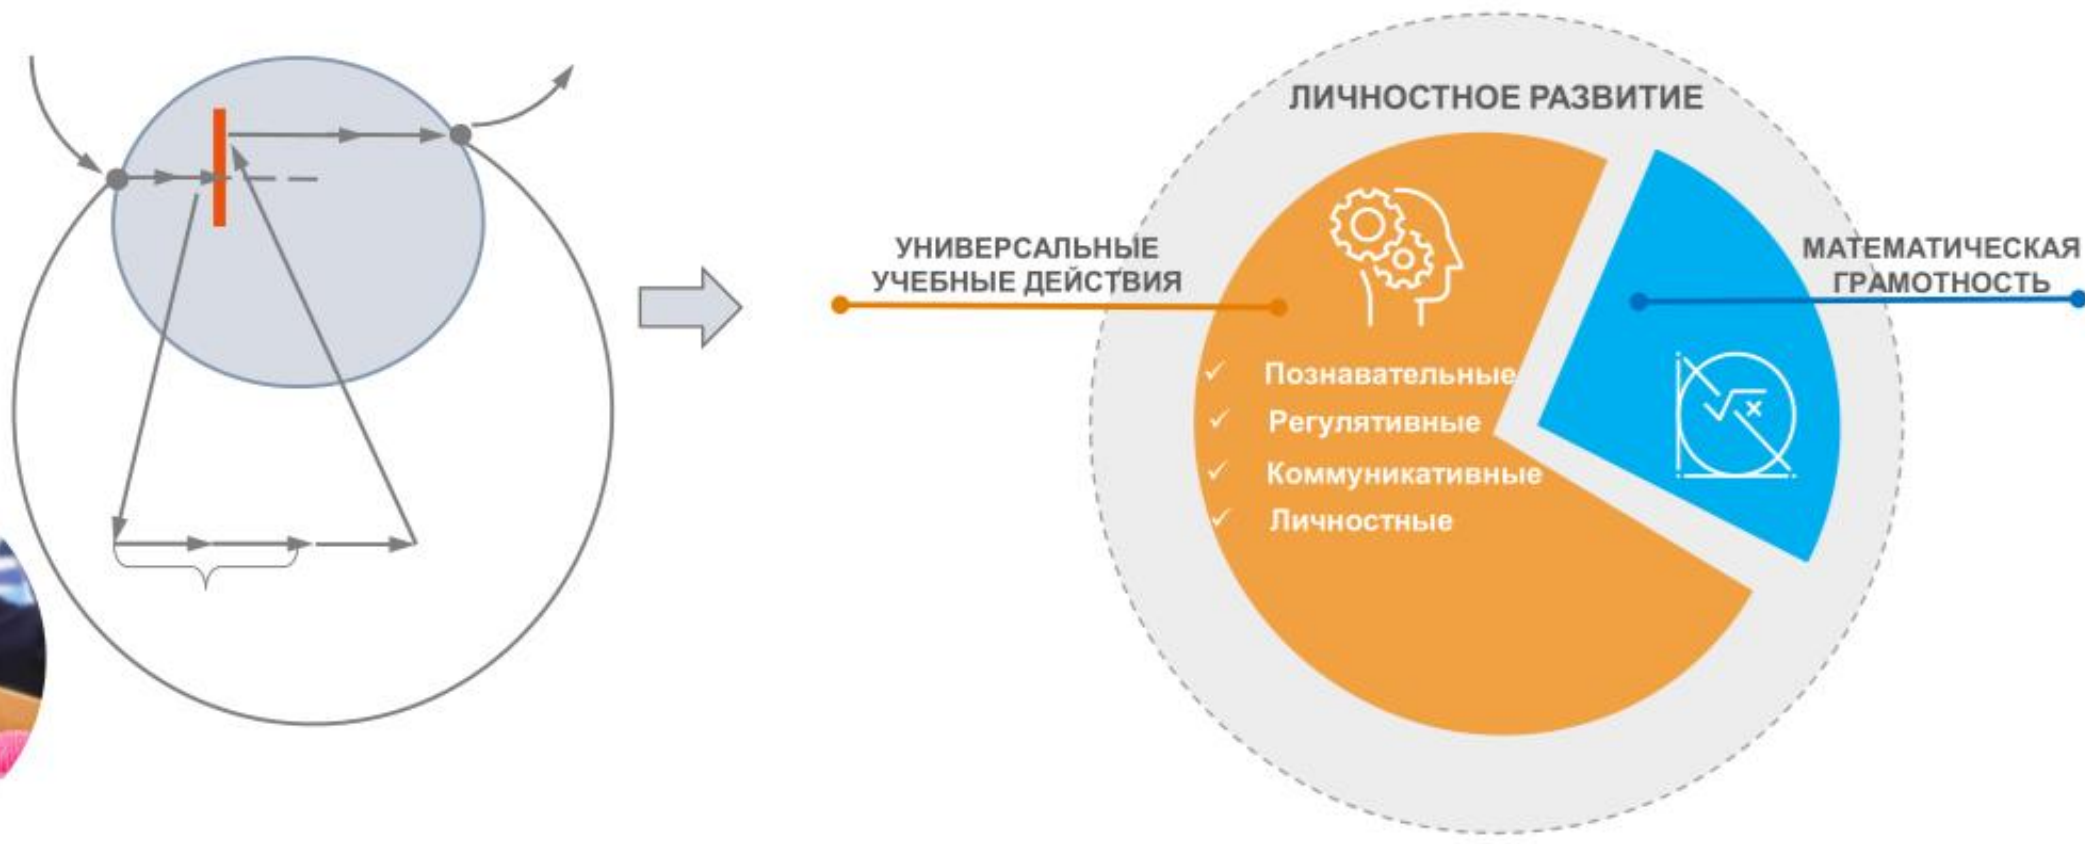 ЛИЧНОСТНОЕ РАЗВИТИЕ
УНИВЕРСАЛЬНЫЕ
УЧЕБНЫЕ ДЕЙСТВИЯ
МАТЕМАТИЧЕСКАЯ
ГРАМОТНОСТЬ
✓ Познавательные
✓ Регулятивные
✓ Коммуникативные
✓ Личностные
√x